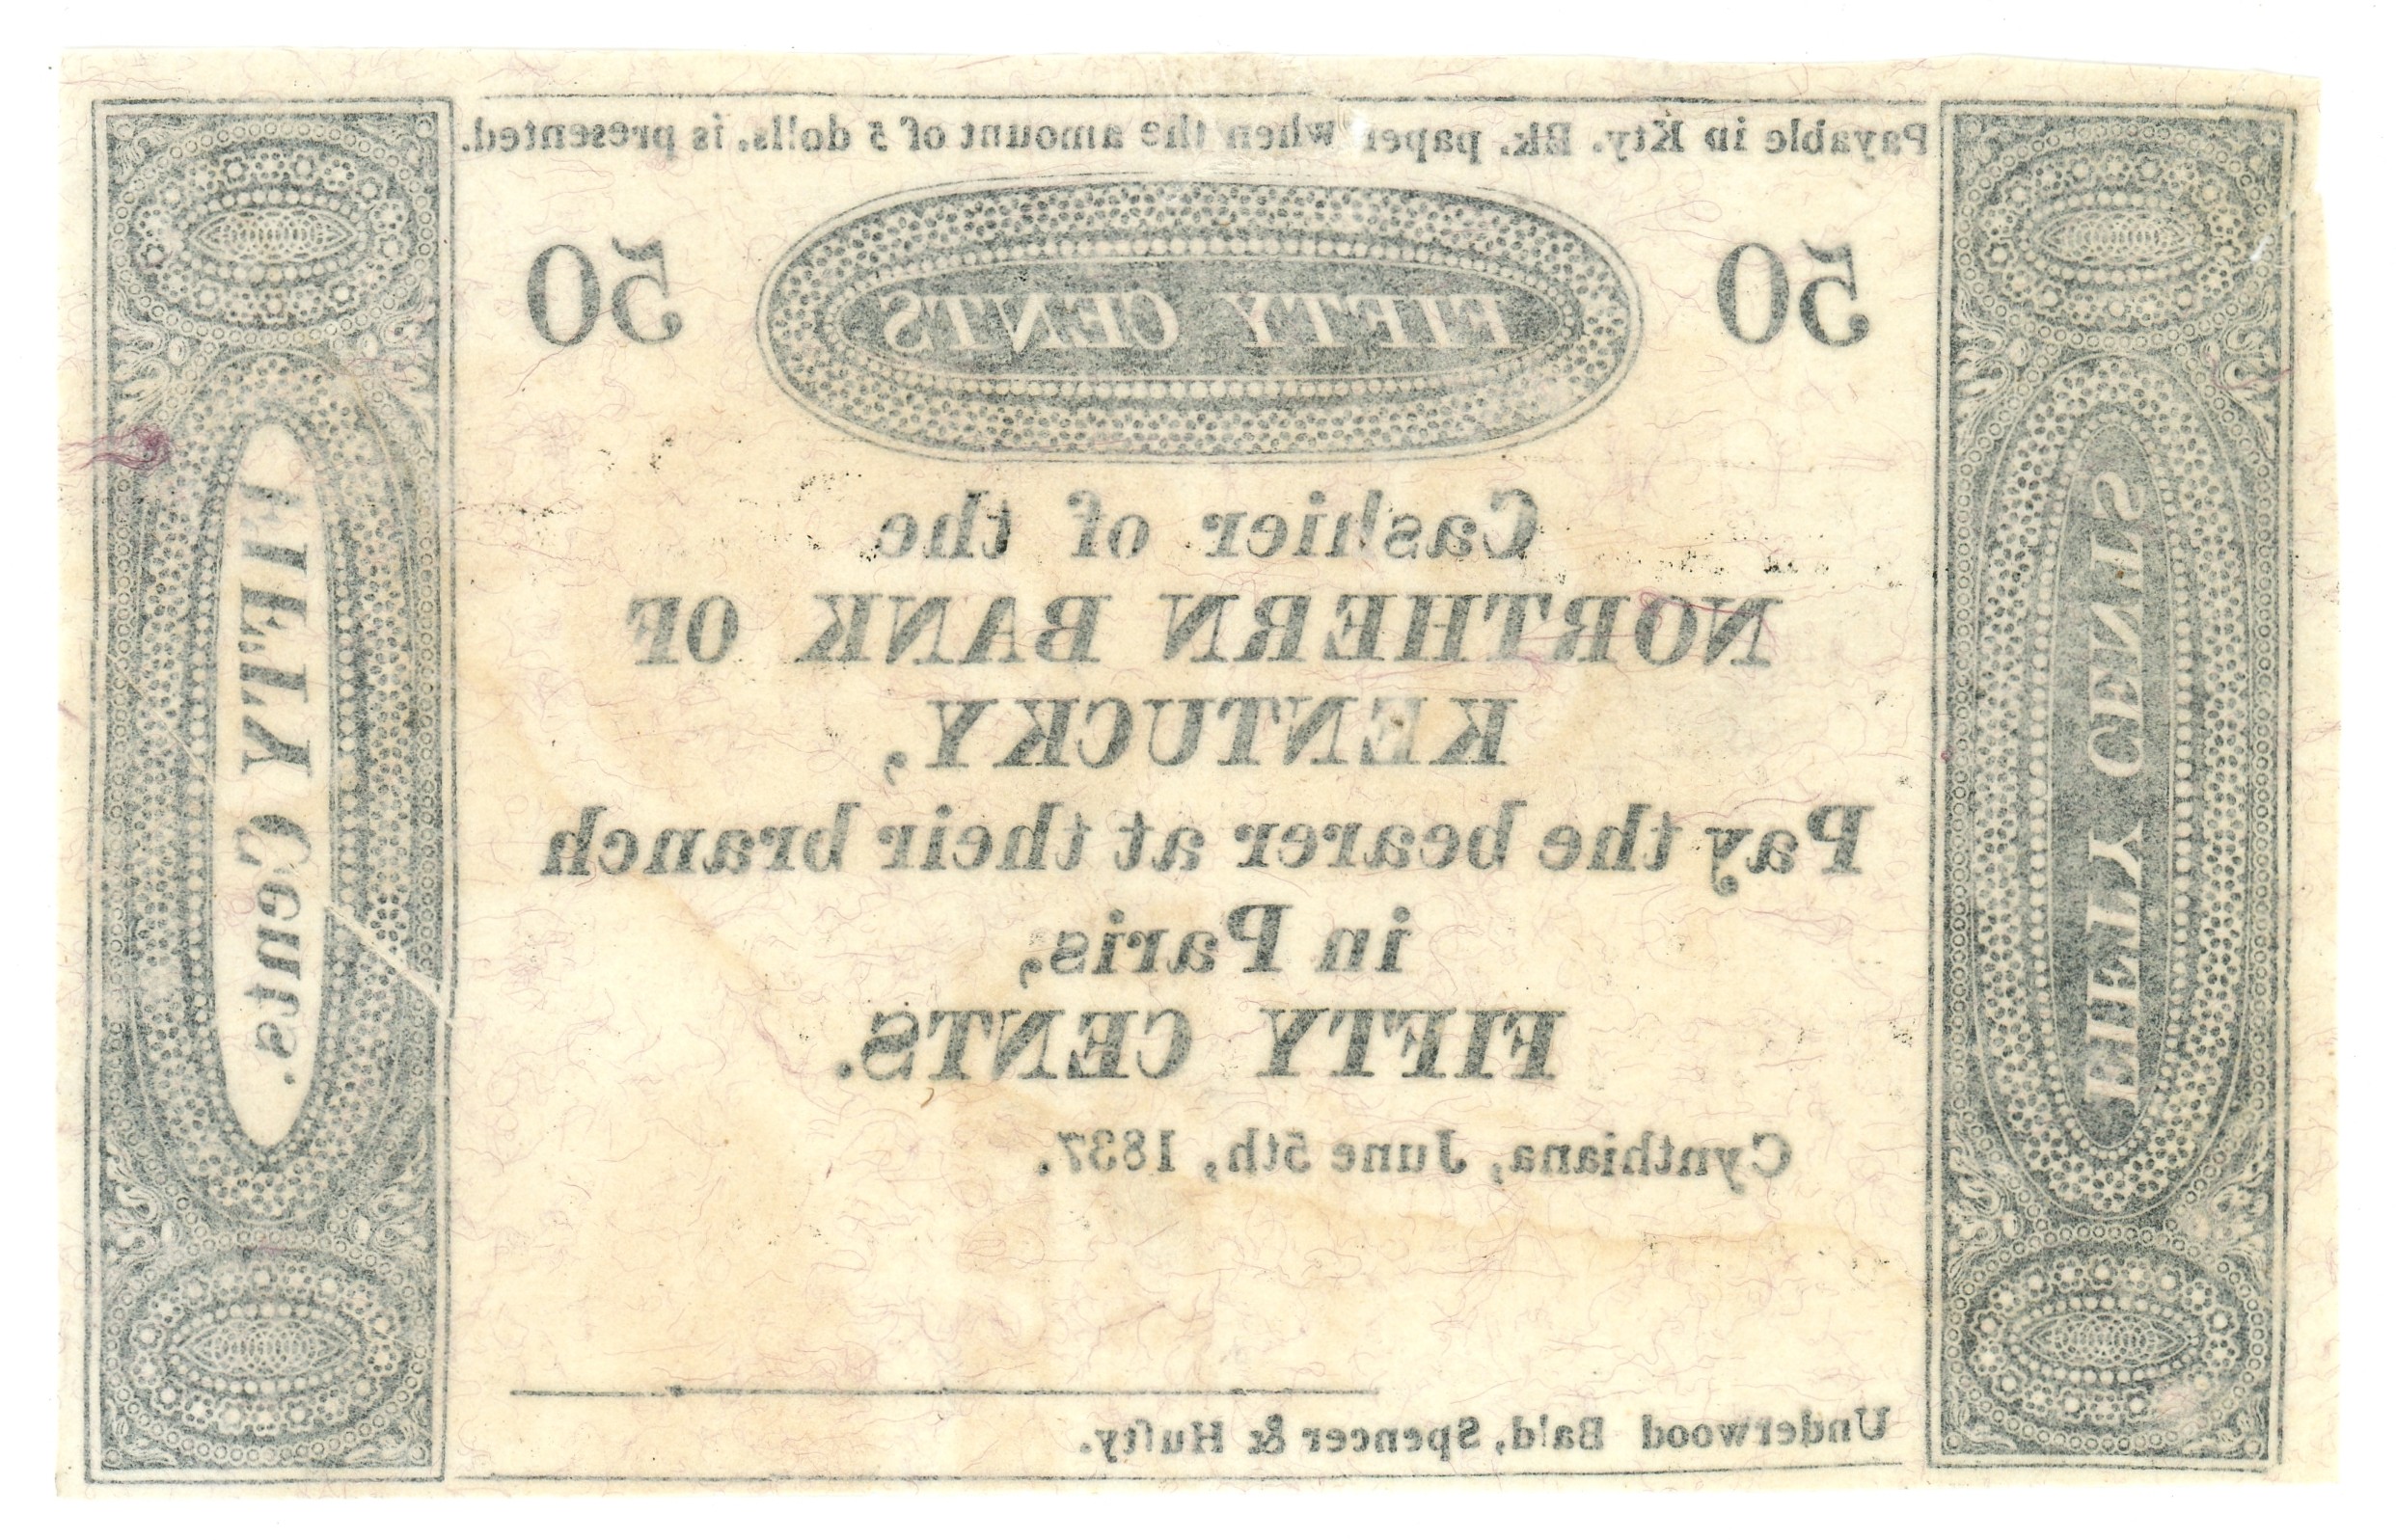 Payable in Kty. Bk. paper when the amount of 5 dolls. is presented.
50 FIFTY CENTS 50
Cashier of the
NORTHERN BANK OF
KENTUCKY,
Pay the bearer at their branch
in Paris,
FIFTY CENTS.
Cynthiana, June 5th, 1837.
Underwood Bald, Spencer & Hufty.
FIFTY CENTS
FIFTY Cents.